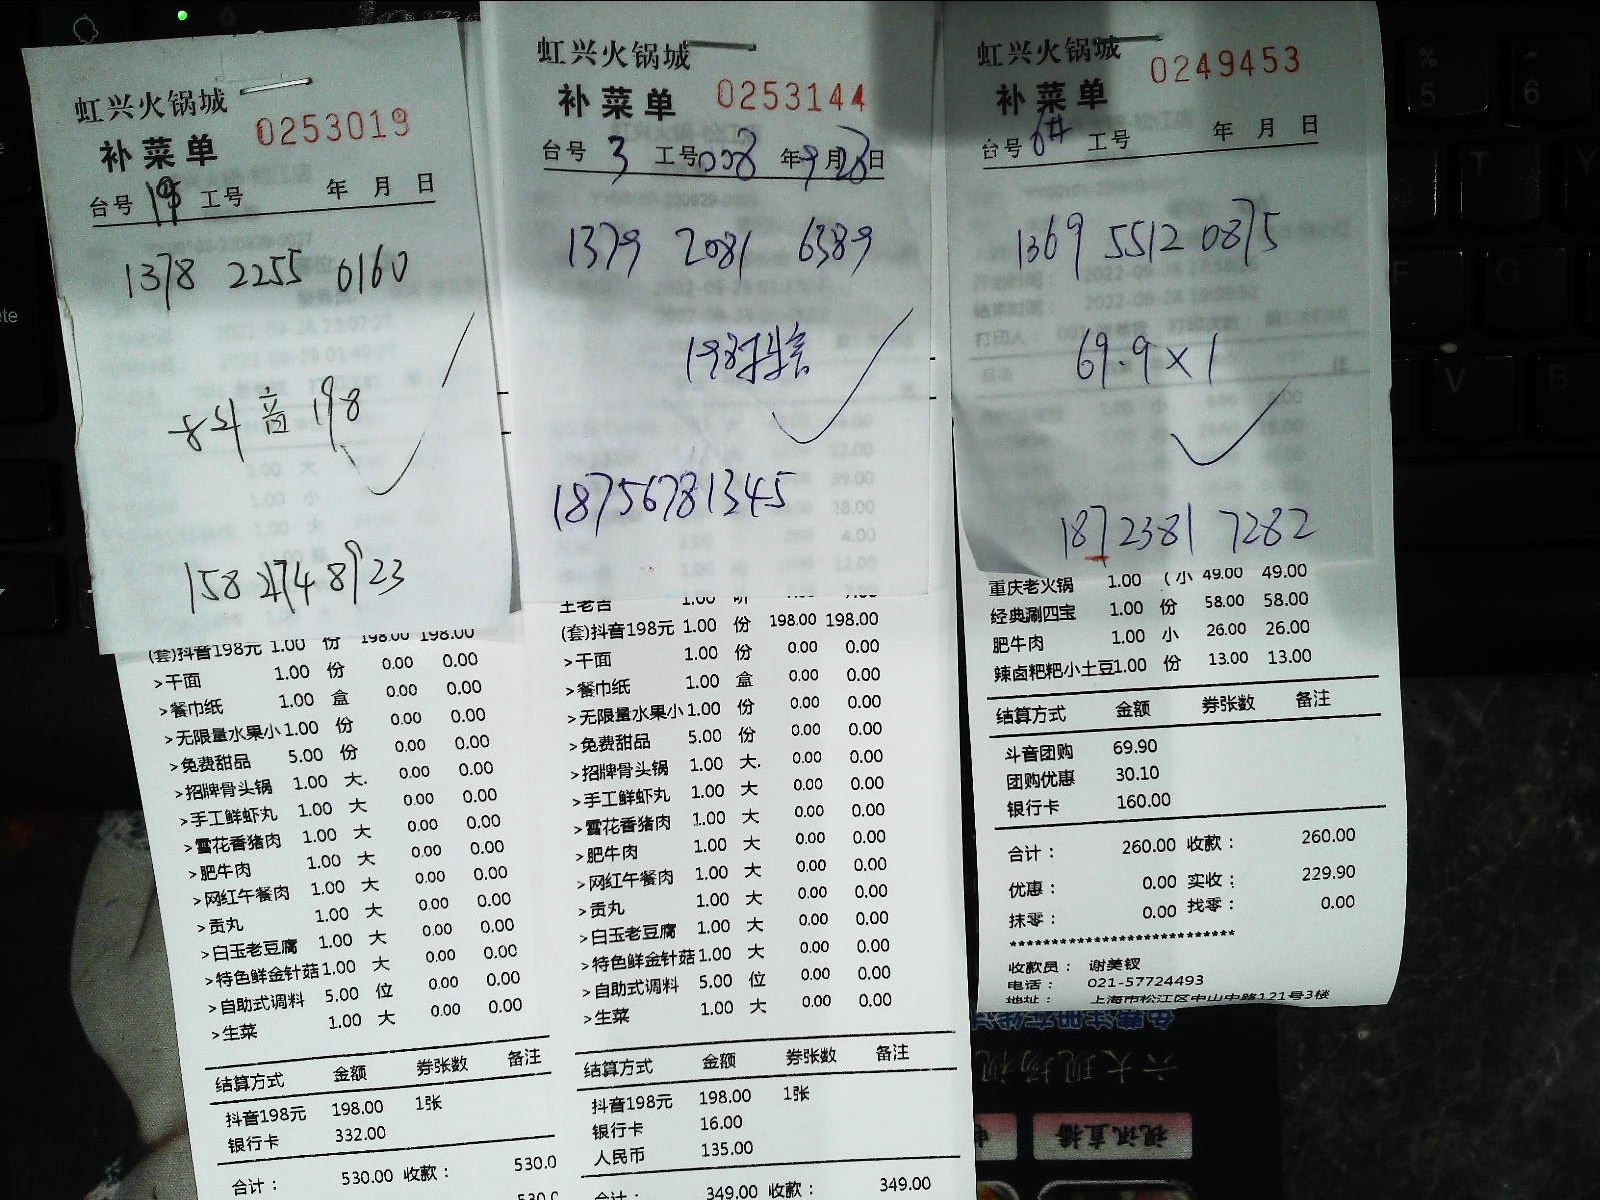 虹兴火锅城
补菜单
0253019
台号 19 工号 年 月 日
1378 2255 0160
抖音198
虹兴火锅城
补菜单
0253144
台号 3 工号 008 年 9 月 28 日
1379 2081 6389
198抖音
18756781345
虹兴火锅城
补菜单
0249453
台号 6# 工号 年 月 日
1369 5512 0875
69.9×1
1872381 7282
(套)抖音198元 1.00 份 198.00 198.00
>干面 1.00 份 0.00 0.00
>餐巾纸 1.00 盒 0.00 0.00
>无限量水果小 1.00 份 0.00 0.00
>免费甜品 5.00 份 0.00 0.00
>招牌骨头锅 1.00 大. 0.00 0.00
>手工鲜虾丸 1.00 大 0.00 0.00
>雪花香猪肉 1.00 大 0.00 0.00
>肥牛肉 1.00 大 0.00 0.00
>网红午餐肉 1.00 大 0.00 0.00
>贡丸 1.00 大 0.00 0.00
>白玉老豆腐 1.00 大 0.00 0.00
>特色鲜金针菇 1.00 大 0.00 0.00
>自助式调料 5.00 位 0.00 0.00
>生菜 1.00 大 0.00 0.00
结算方式 金额 券张数 备注
抖音198元 198.00 1张
银行卡 332.00
合计： 530.00 收款： 530.0
王老吉 1.00 听
(套)抖音198元 1.00 份 198.00 198.00
>干面 1.00 份 0.00 0.00
>餐巾纸 1.00 盒 0.00 0.00
>无限量水果小 1.00 份 0.00 0.00
>免费甜品 5.00 份 0.00 0.00
>招牌骨头锅 1.00 大. 0.00 0.00
>手工鲜虾丸 1.00 大 0.00 0.00
>雪花香猪肉 1.00 大 0.00 0.00
>肥牛肉 1.00 大 0.00 0.00
>网红午餐肉 1.00 大 0.00 0.00
>贡丸 1.00 大 0.00 0.00
>白玉老豆腐 1.00 大 0.00 0.00
>特色鲜金针菇 1.00 大 0.00 0.00
>自助式调料 5.00 位 0.00 0.00
>生菜 1.00 大 0.00 0.00
结算方式 金额 券张数 备注
抖音198元 198.00 1张
银行卡 16.00
人民币 135.00
合计： 349.00 收款： 349.00
重庆老火锅 1.00 (小 49.00 49.00
经典涮四宝 1.00 份 58.00 58.00
肥牛肉 1.00 小 26.00 26.00
辣卤粑粑小土豆 1.00 份 13.00 13.00
结算方式 金额 券张数 备注
斗音团购 69.90
团购优惠 30.10
银行卡 160.00
合计： 260.00 收款： 260.00
优惠： 0.00 实收： 229.90
抹零： 0.00 找零： 0.00
***************************
收款员： 谢美钗
电话： 021-57724493
地址： 上海市松江区中山中路121号3楼
六大现场视
视讯直播